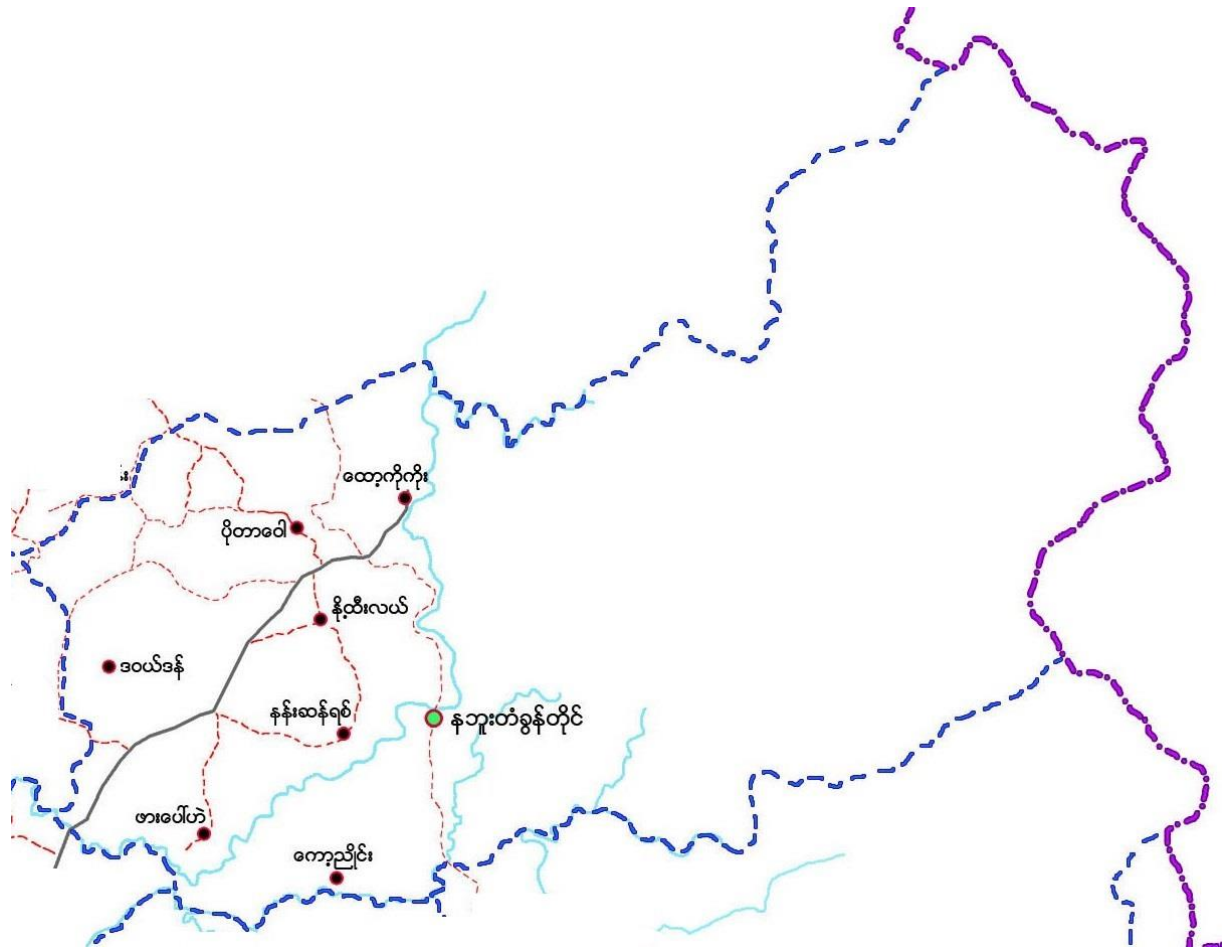 ထော့ကိုကိုး
ပိုတာဝေါ
နို့ထီးလယ်
ဒဝယ်ဒန်
နန်းဆန်ရစ်
နဘူးတံခွန်တိုင်
ဖားပေါ်ဟဲ
ကော့ညိုင်း